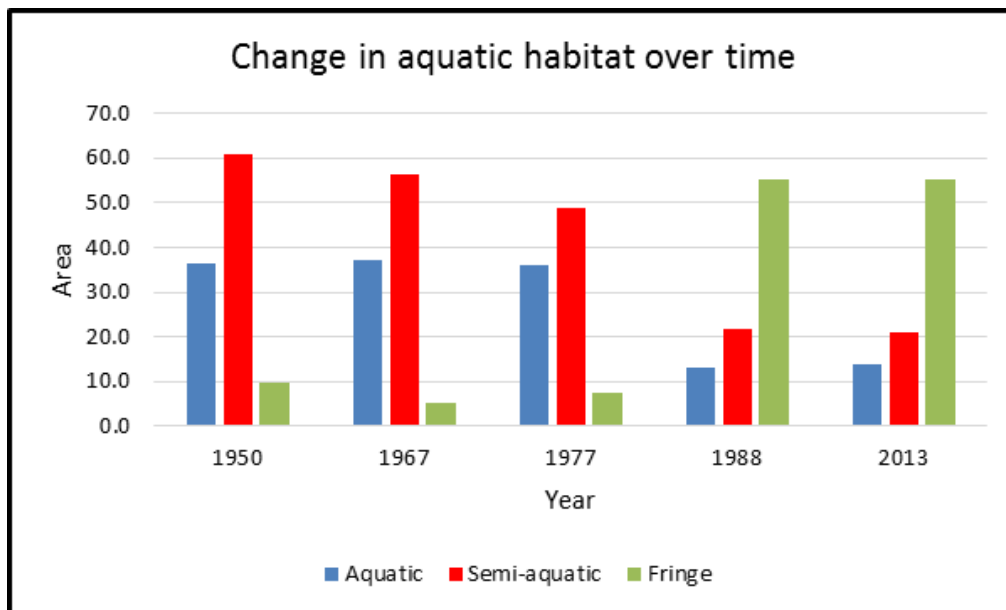 Change in aquatic habitat over time
70.0
60.0
50.0
40.0
30.0
20.0
10.0
0.0
Area
1950 1967 1977 1988 2013
Year
Aquatic Semi-aquatic Fringe